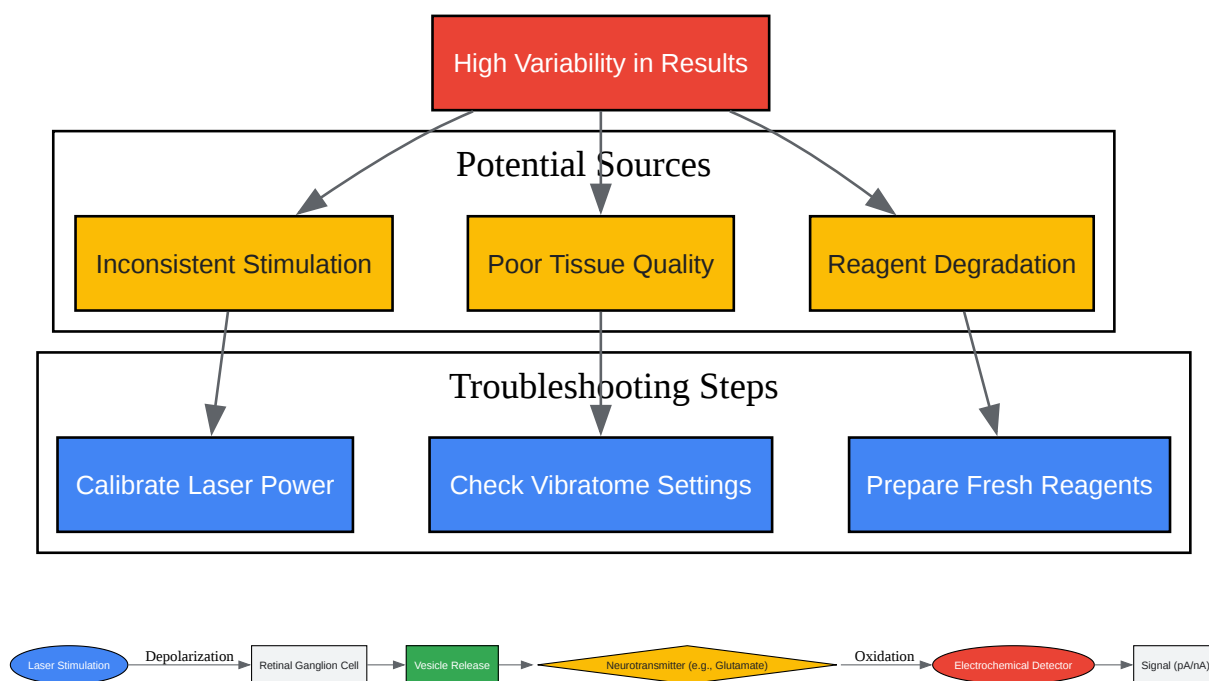 High Variability in Results
Potential Sources
Inconsistent Stimulation
Poor Tissue Quality
Reagent Degradation
Troubleshooting Steps
Calibrate Laser Power
Check Vibratome Settings
Prepare Fresh Reagents
Laser Stimulation
Depolarization
Retinal Ganglion Cell
Vesicle Release
Neurotransmitter (e.g., Glutamate)
Oxidation
Electrochemical Detector
Signal (pA/nA)